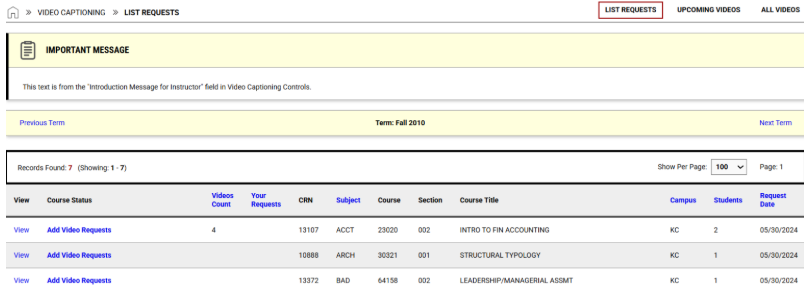 » VIDEO CAPTIONING » LIST REQUESTS LIST REQUESTS UPCOMING VIDEOS ALL VIDEOS
IMPORTANT MESSAGE
This text is from the "Introduction Message for Instructor" field in Video Captioning Controls.
Previous Term Term: Fall 2010 Next Term
Records Found: 7 (Showing: 1 - 7) Show Per Page: 100 Page: 1
View Course Status Videos Count Your Requests CRN Subject Course Section Course Title Campus Students Request Date
View Add Video Requests 4 13107 ACCT 23020 002 INTRO TO FIN ACCOUNTING KC 2 05/30/2024
View Add Video Requests 10888 ARCH 30321 001 STRUCTURAL TYPOLOGY KC 1 05/30/2024
View Add Video Requests 13372 BAD 64158 002 LEADERSHIP/MANAGERIAL ASSMT KC 1 05/30/2024